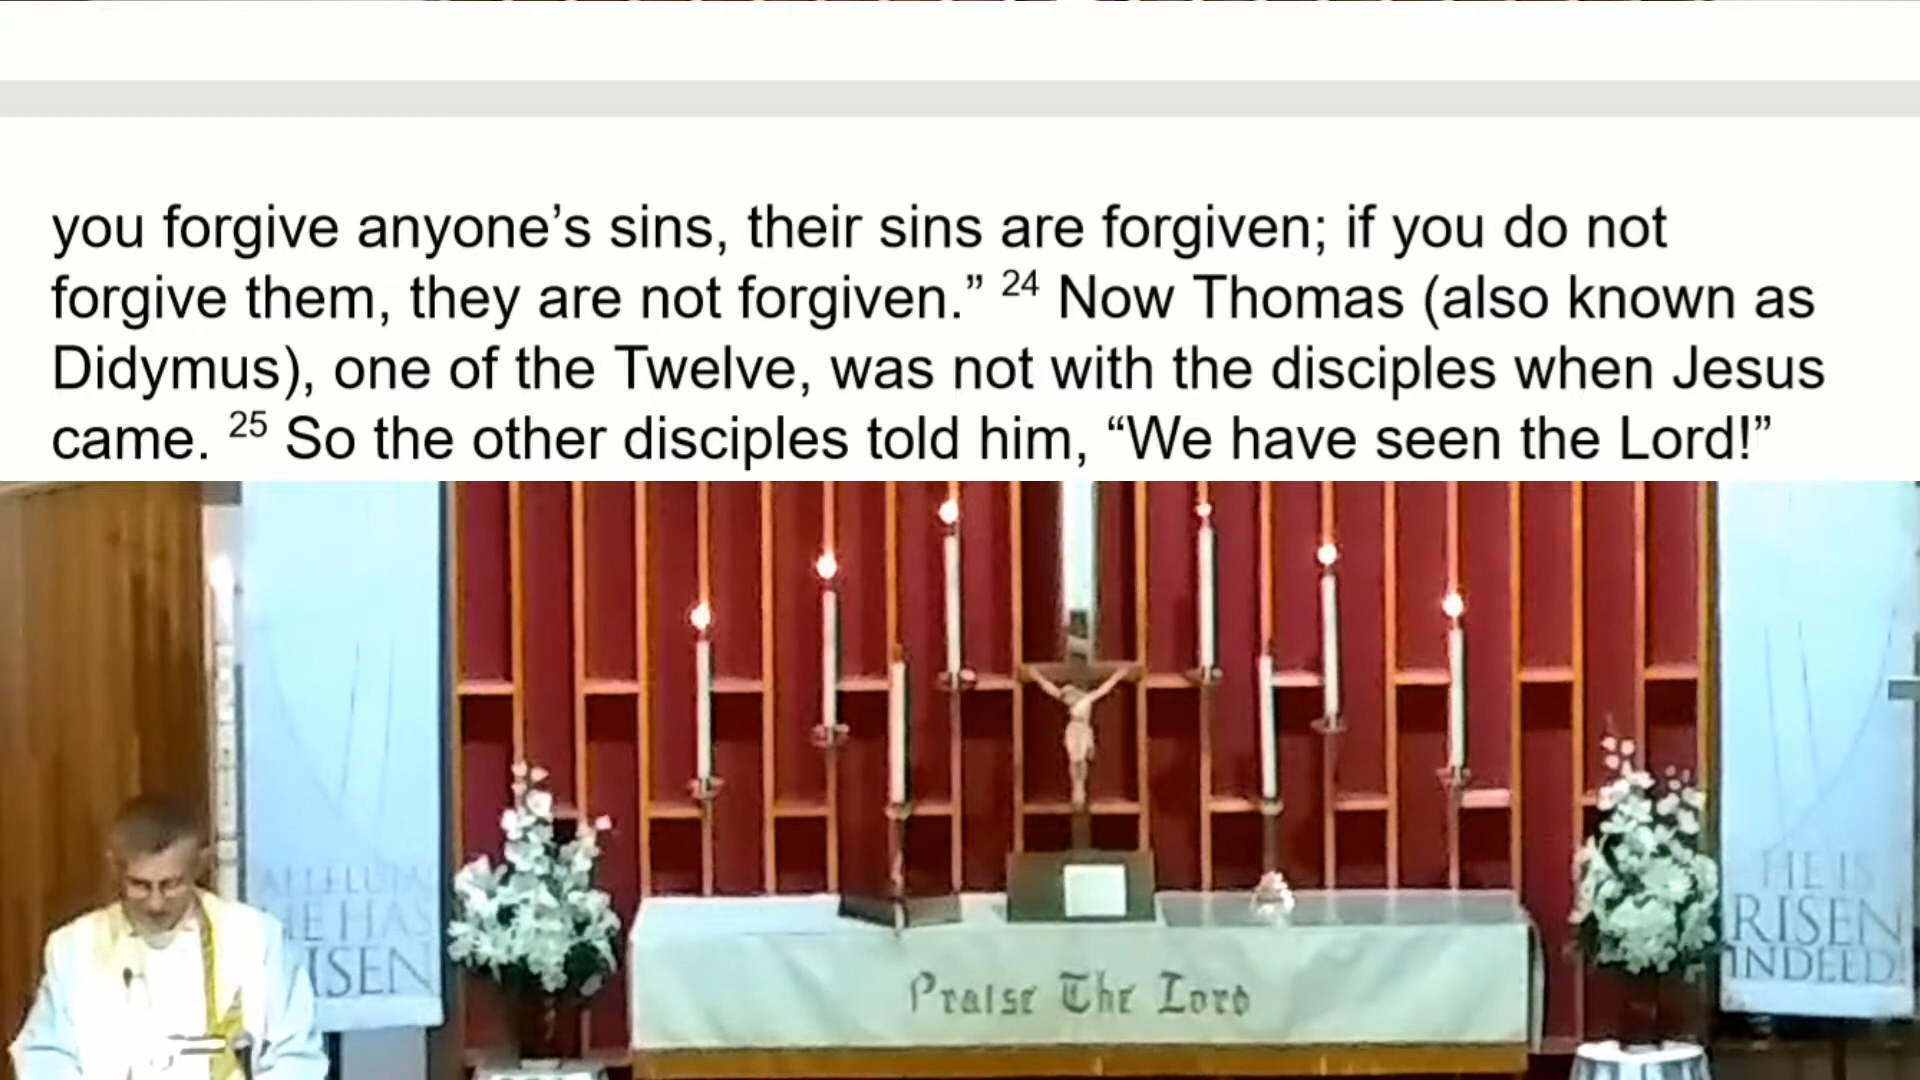 you forgive anyone’s sins, their sins are forgiven; if you do not
forgive them, they are not forgiven.” 24 Now Thomas (also known as
Didymus), one of the Twelve, was not with the disciples when Jesus
came. 25 So the other disciples told him, “We have seen the Lord!”
ALLELUIA
HE HAS
RISEN
Praise The Lord
HE IS
RISEN
INDEED